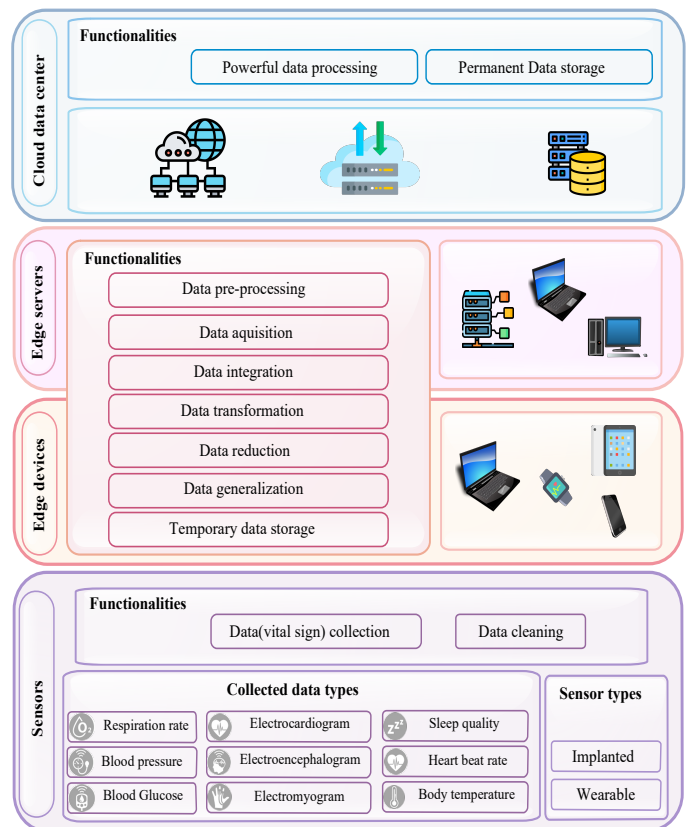 Cloud data center
Functionalities
Powerful data processing
Permanent Data storage
Edge servers
Edge devices
Functionalities
Data pre-processing
Data aquisition
Data integration
Data transformation
Data reduction
Data generalization
Temporary data storage
Sensors
Functionalities
Data(vital sign) collection
Data cleaning
Collected data types
O2
Respiration rate
Electrocardiogram
zzz
Sleep quality
Blood pressure
Electroencephalogram
Heart beat rate
Blood Glucose
Electromyogram
Body temperature
Sensor types
Implanted
Wearable